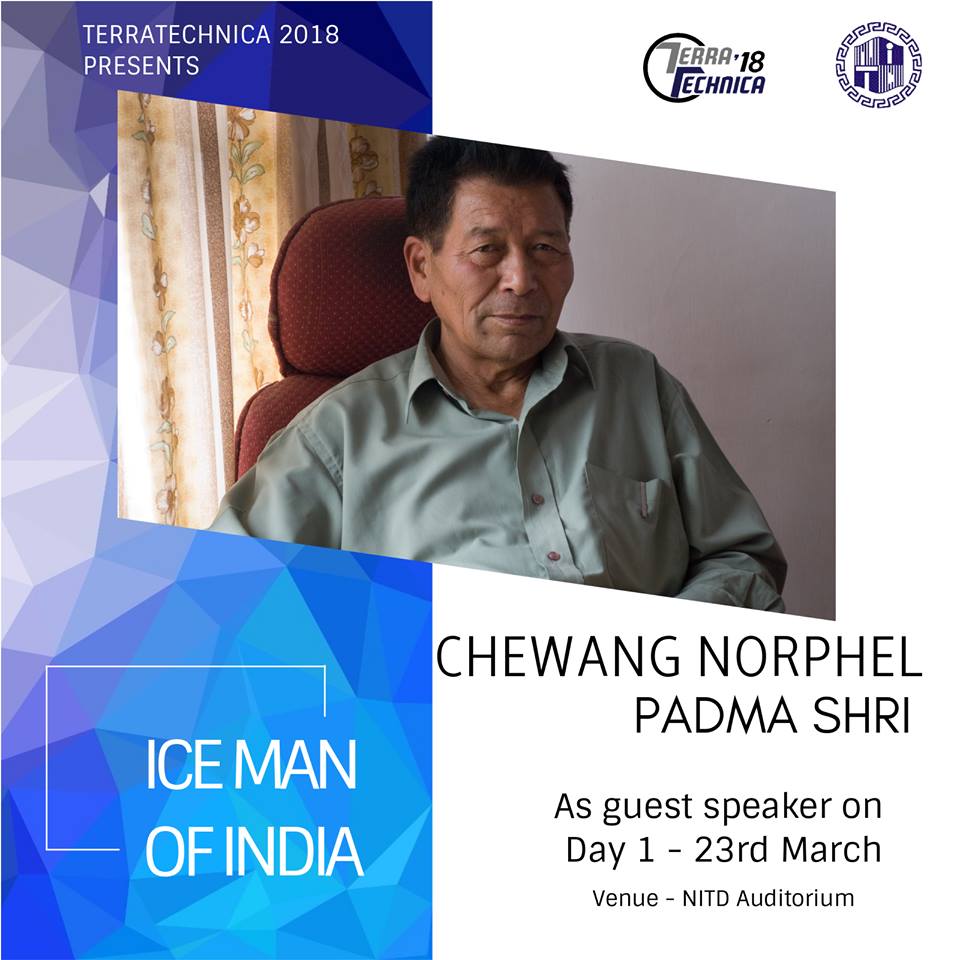 TERRATECHNICA 2018
PRESENTS
TERRA'18
TECHNICA
CHEWANG NORPHEL
PADMA SHRI
ICE MAN
OF INDIA
As guest speaker on
Day 1 - 23rd March
Venue - NITD Auditorium